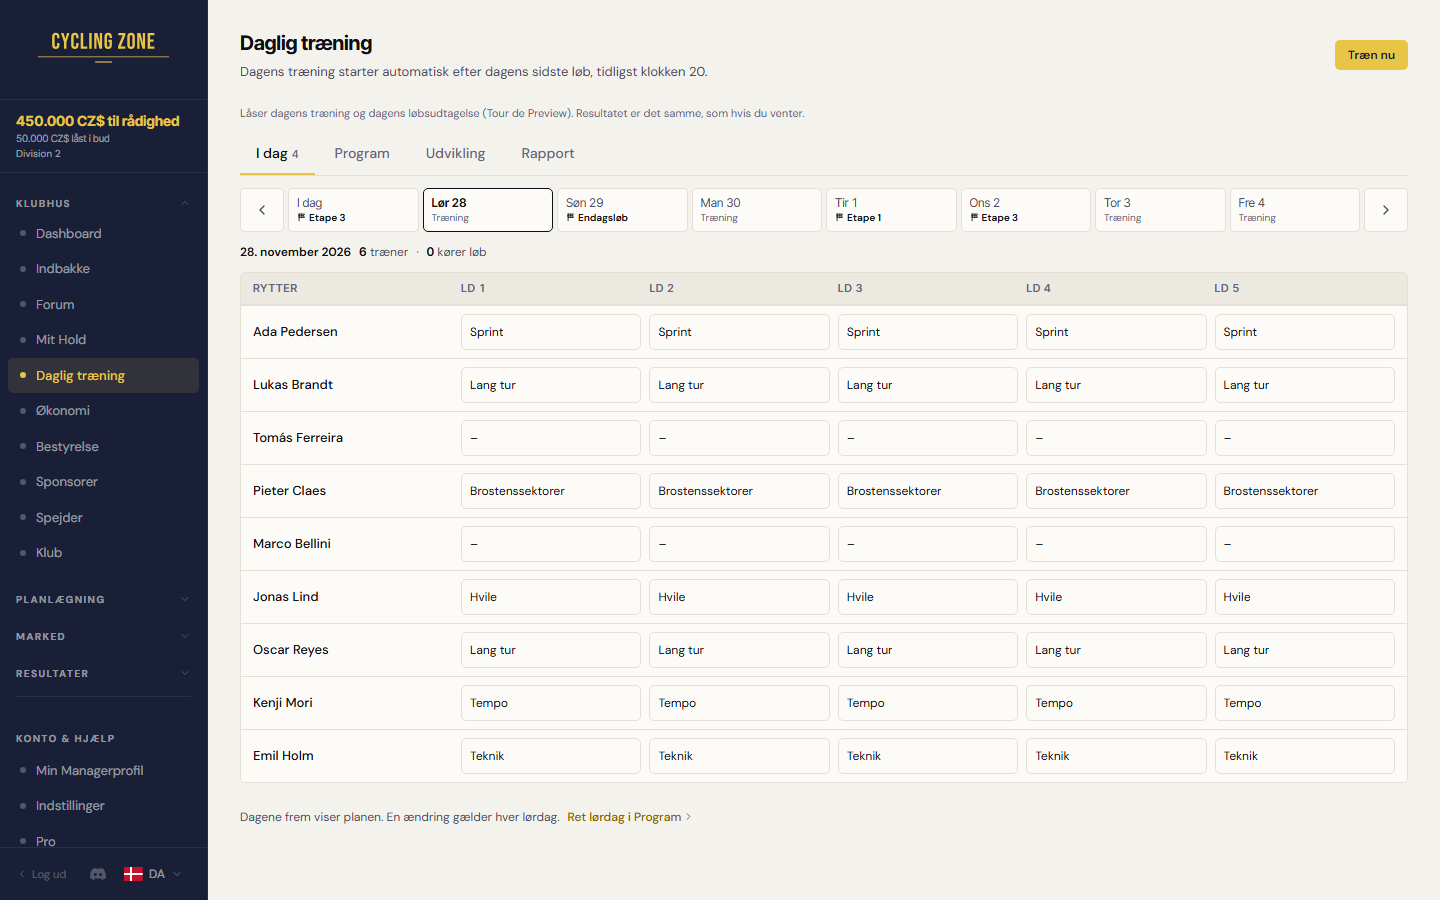 CYCLING ZONE
450.000 CZ$ til rådighed
50.000 CZ$ låst i bud
Division 2
KLUBHUS
Dashboard
Indbakke
Forum
Mit Hold
Daglig træning
Økonomi
Bestyrelse
Sponsorer
Spejder
Klub
PLANLÆGNING
MARKED
RESULTATER
KONTO & HJÆLP
Min Managerprofil
Indstillinger
Pro
Log ud
DA
Daglig træning
Dagens træning starter automatisk efter dagens sidste løb, tidligst klokken 20.
Træn nu
Låser dagens træning og dagens løbsudtagelse (Tour de Preview). Resultatet er det samme, som hvis du venter.
I dag 4 Program Udvikling Rapport
I dag Lør 28 Søn 29 Man 30 Tir 1 Ons 2 Tor 3 Fre 4
Etape 3 Træning Endagsløb Træning Etape 1 Etape 3 Træning Træning
28. november 2026 6 træner · 0 kører løb
RYTTER LD 1 LD 2 LD 3 LD 4 LD 5
Ada Pedersen Sprint Sprint Sprint Sprint Sprint
Lukas Brandt Lang tur Lang tur Lang tur Lang tur Lang tur
Tomás Ferreira – – – – –
Pieter Claes Brostenssektorer Brostenssektorer Brostenssektorer Brostenssektorer Brostenssektorer
Marco Bellini – – – – –
Jonas Lind Hvile Hvile Hvile Hvile Hvile
Oscar Reyes Lang tur Lang tur Lang tur Lang tur Lang tur
Kenji Mori Tempo Tempo Tempo Tempo Tempo
Emil Holm Teknik Teknik Teknik Teknik Teknik
Dagene frem viser planen. En ændring gælder hver lørdag. Ret lørdag i Program